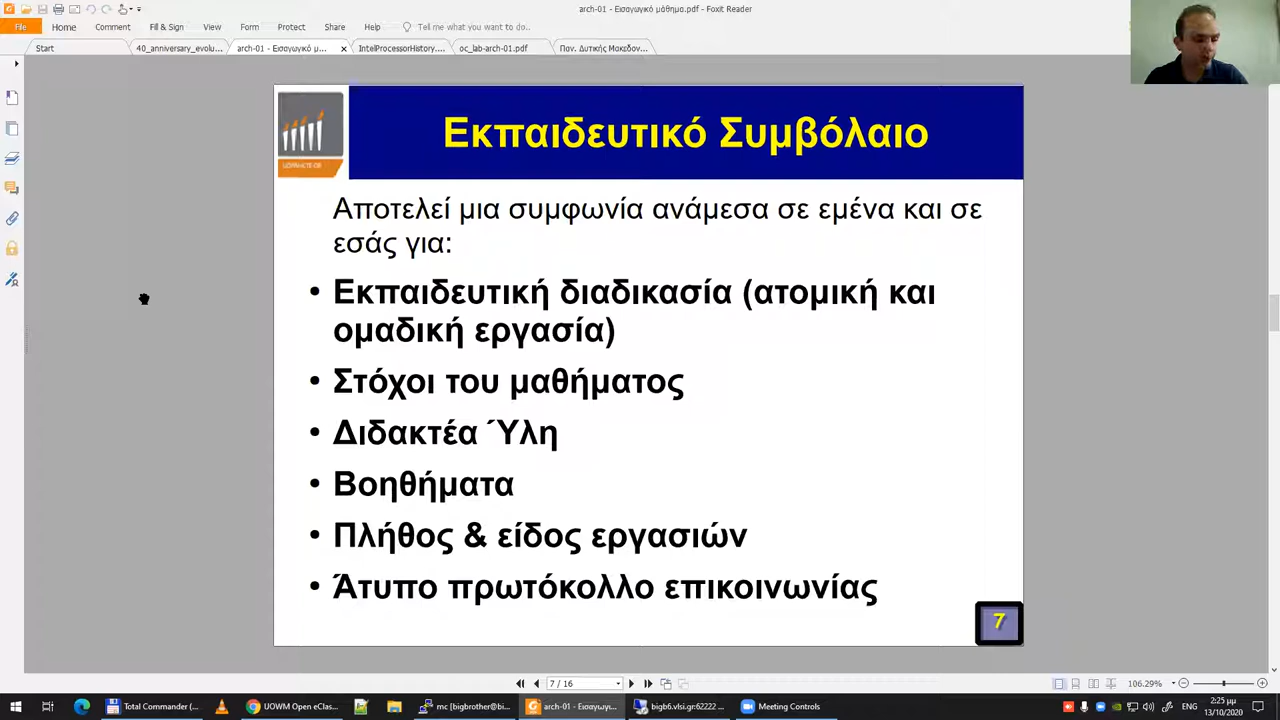 arch-01 - Εισαγωγικό μάθημα.pdf - Foxit Reader
File Home Comment Fill & Sign View Form Protect Share Help Tell me what you want to do..
Start 40_anniversary_evolu... arch-01 - Εισαγωγικό μ... IntelProcessorHistory.... oc_lab-arch-01.pdf Παν. Δυτικής Μακεδον...
Εκπαιδευτικό Συμβόλαιο
Αποτελεί μια συμφωνία ανάμεσα σε εμένα και σε
εσάς για:
• Εκπαιδευτική διαδικασία (ατομική και
ομαδική εργασία)
• Στόχοι του μαθήματος
• Διδακτέα Ύλη
• Βοηθήματα
• Πλήθος & είδος εργασιών
• Άτυπο πρωτόκολλο επικοινωνίας
7
7 / 16
106.29%
Total Commander (... UOWM Open eClas... mc [bigbrother@bi... arch-01 - Εισαγωγι... bigb6.vlsi.gr:62222 ... Meeting Controls
2:25 μμ
13/10/2020